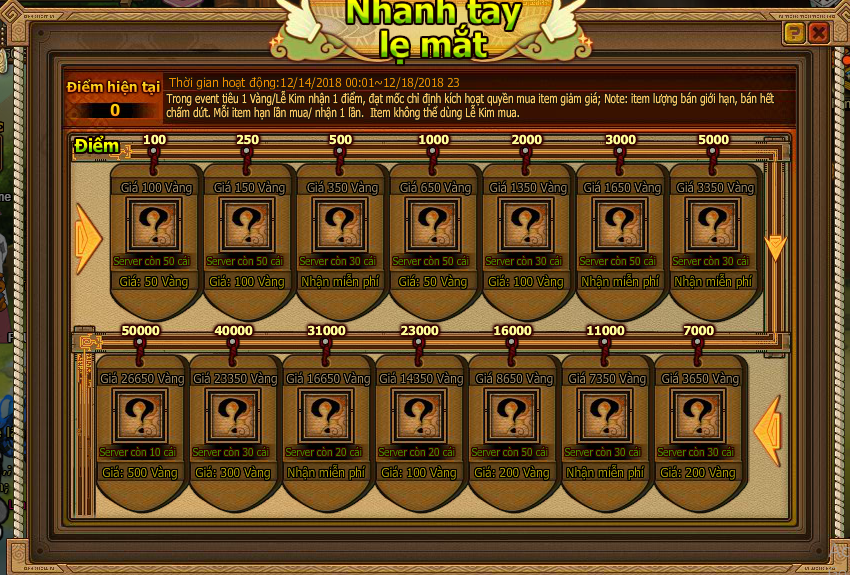 Nhanh tay
lẹ mắt
Điểm hiện tại
0
Thời gian hoạt động:12/14/2018 00:01~12/18/2018 23
Trong event tiêu 1 Vàng/Lễ Kim nhận 1 điểm, đạt mốc chỉ định kích hoạt quyền mua item giảm giá; Note: item lượng bán giới hạn, bán hết
chấm dứt. Mỗi item hạn lần mua/ nhận 1 lần. Item không thể dùng Lễ Kim mua.
Điểm 100 250 500 1000 2000 3000 5000
Giá 100 Vàng Giá 150 Vàng Giá 350 Vàng Giá 650 Vàng Giá 1350 Vàng Giá 1650 Vàng Giá 3350 Vàng
Server còn 50 cái Server còn 50 cái Server còn 30 cái Server còn 50 cái Server còn 30 cái Server còn 50 cái Server còn 30 cái
Giá: 50 Vàng Giá: 100 Vàng Nhận miễn phí Giá: 50 Vàng Giá: 100 Vàng Nhận miễn phí Nhận miễn phí
50000 40000 31000 23000 16000 11000 7000
Giá 26650 Vàng Giá 23350 Vàng Giá 16650 Vàng Giá 14350 Vàng Giá 8650 Vàng Giá 7350 Vàng Giá 3650 Vàng
Server còn 10 cái Server còn 30 cái Server còn 20 cái Server còn 20 cái Server còn 50 cái Server còn 30 cái Server còn 30 cái
Giá: 500 Vàng Giá: 300 Vàng Nhận miễn phí Giá: 100 Vàng Giá: 200 Vàng Nhận miễn phí Giá: 200 Vàng